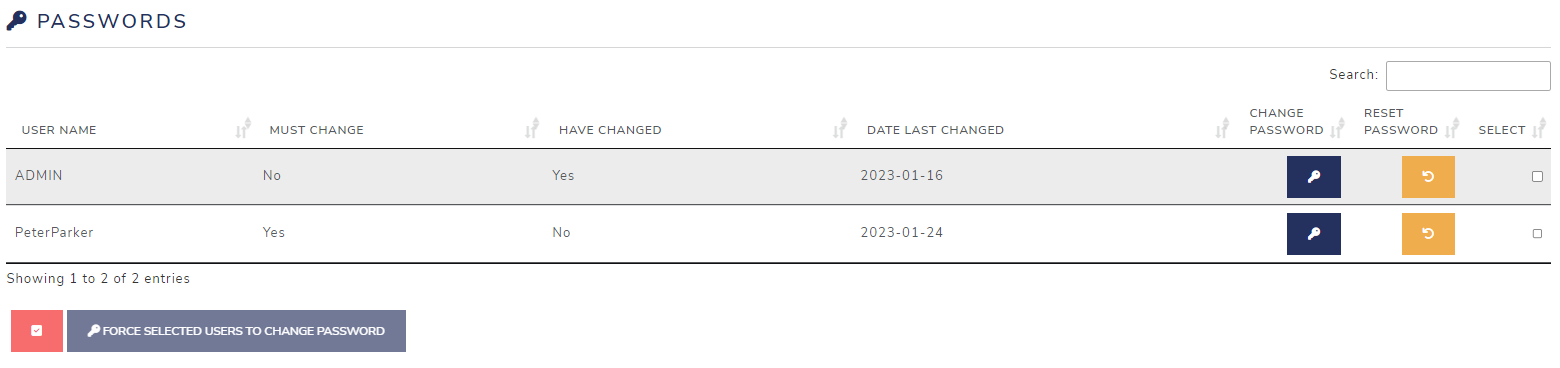 PASSWORDS
Search:
USER NAME MUST CHANGE HAVE CHANGED DATE LAST CHANGED CHANGE PASSWORD RESET PASSWORD SELECT
ADMIN No Yes 2023-01-16
PeterParker Yes No 2023-01-24
Showing 1 to 2 of 2 entries
FORCE SELECTED USERS TO CHANGE PASSWORD